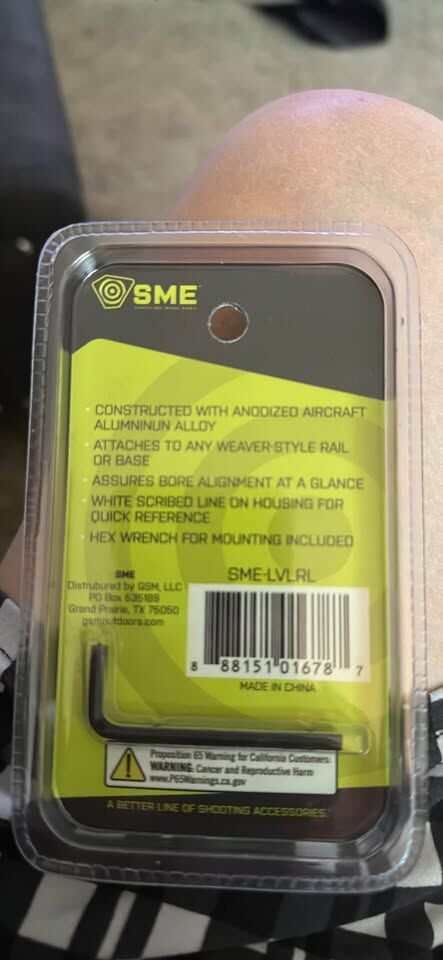 SME
· CONSTRUCTED WITH ANODIZED AIRCRAFT
ALUMNINUN ALLOY
· ATTACHES TO ANY WEAVER-STYLE RAIL
OR BASE
· ASSURES BORE ALIGNMENT AT A GLANCE
· WHITE SCRIBED LINE ON HOUSING FOR
QUICK REFERENCE
· HEX WRENCH FOR MOUNTING INCLUDED
SME
Distrubured by GSM, LLC
PO Box 535189
Grand Prairie, TX 75050
gsmoutdoors.com
SME-LVLRL
8 88151 01678 7
MADE IN CHINA
Proposition 65 Warning for California Customers:
WARNING: Cancer and Reproductive Harm
www.P65Warnings.ca.gov
A BETTER LINE OF SHOOTING ACCESSORIES.